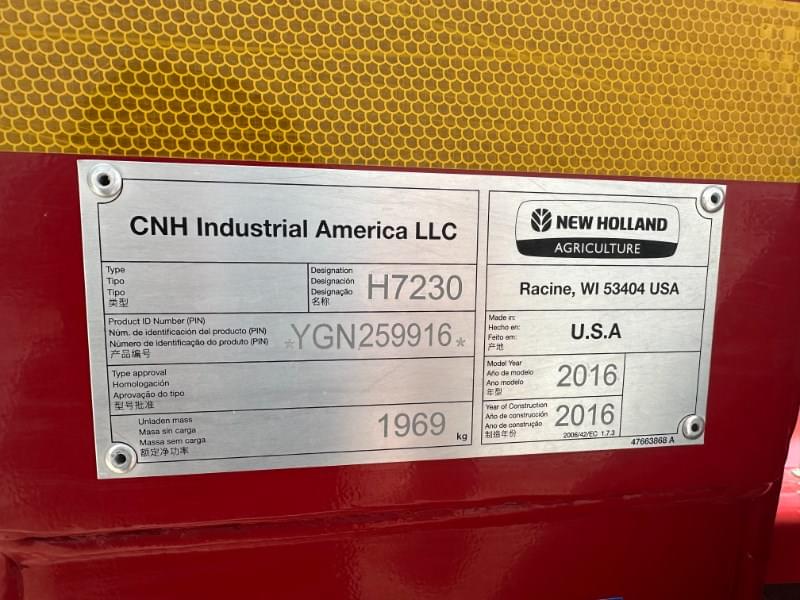 CNH Industrial America LLC
Type
Tipo
Tipo
类型
Designation
Designación
Designação
名称
H7230
Product ID Number (PIN)
Núm. de identificación del producto (PIN)
Número de identificação do produto (PIN)
产品编号
*YGN259916*
Type approval
Homologación
Aprovação do tipo
型号批准
Unladen mass
Masa sin carga
Massa sem carga
额定净功率
1969 kg
NEW HOLLAND
AGRICULTURE
Racine, WI 53404 USA
Made in:
Hecho en:
Feito em:
产地
U.S.A
Model Year
Año de modelo
Ano modelo
年型
2016
Year of Construction
Año de construcción
Ano de construção
制造年份
2016
2006/42/EC 1.7.3
47663868 A